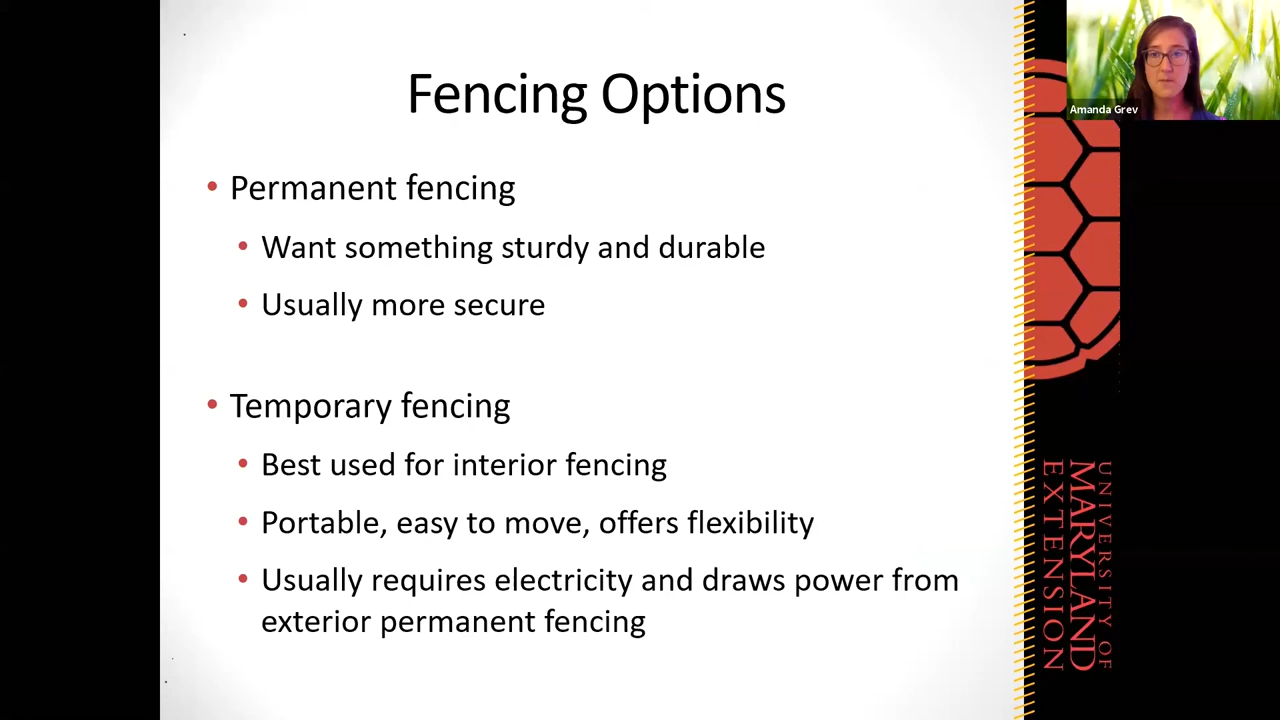 Fencing Options
• Permanent fencing
• Want something sturdy and durable
• Usually more secure
• Temporary fencing
• Best used for interior fencing
• Portable, easy to move, offers flexibility
• Usually requires electricity and draws power from
exterior permanent fencing
Amanda Grev
UNIVERSITY OF
MARYLAND
EXTENSION